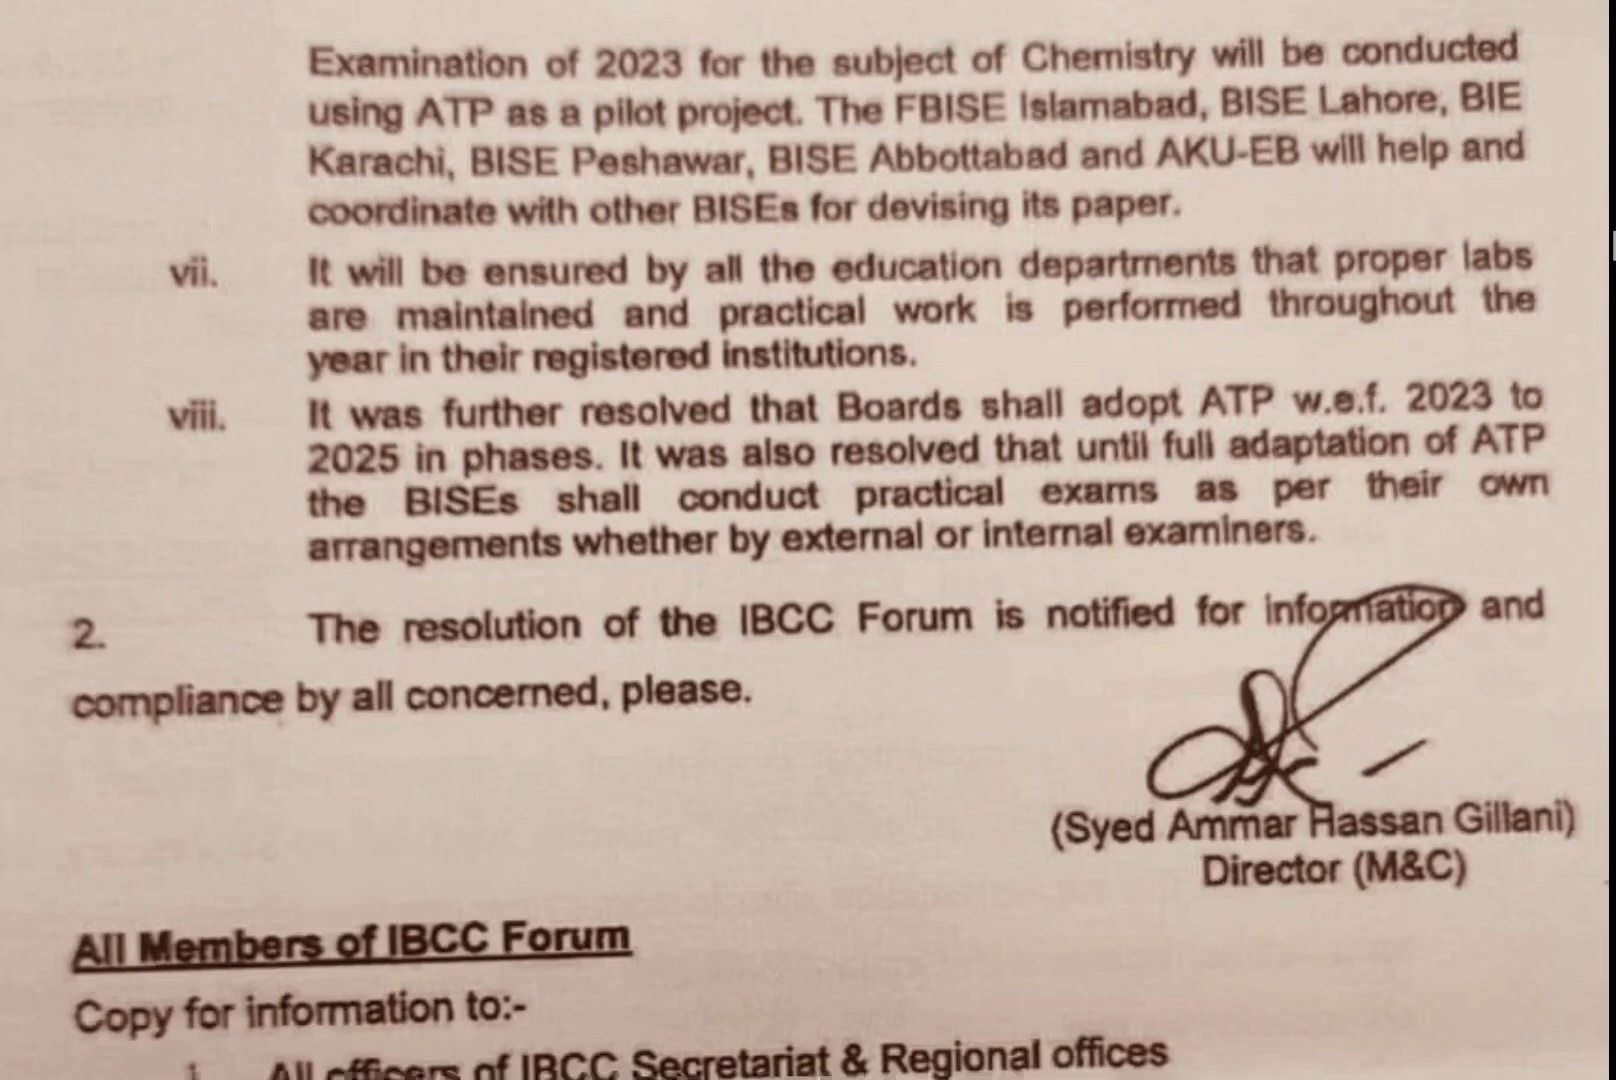 Examination of 2023 for the subject of Chemistry will be conducted
using ATP as a pilot project. The FBISE Islamabad, BISE Lahore, BIE
Karachi, BISE Peshawar, BISE Abbottabad and AKU-EB will help and
coordinate with other BISEs for devising its paper.
vii. It will be ensured by all the education departments that proper labs
are maintained and practical work is performed throughout the
year in their registered institutions.
viii. It was further resolved that Boards shall adopt ATP w.e.f. 2023 to
2025 in phases. It was also resolved that until full adaptation of ATP
the BISEs shall conduct practical exams as per their own
arrangements whether by external or internal examiners.
2. The resolution of the IBCC Forum is notified for information and
compliance by all concerned, please.
(Syed Ammar Hassan Gillani)
Director (M&C)
All Members of IBCC Forum
Copy for information to:-
i. All officers of IBCC Secretariat & Regional offices